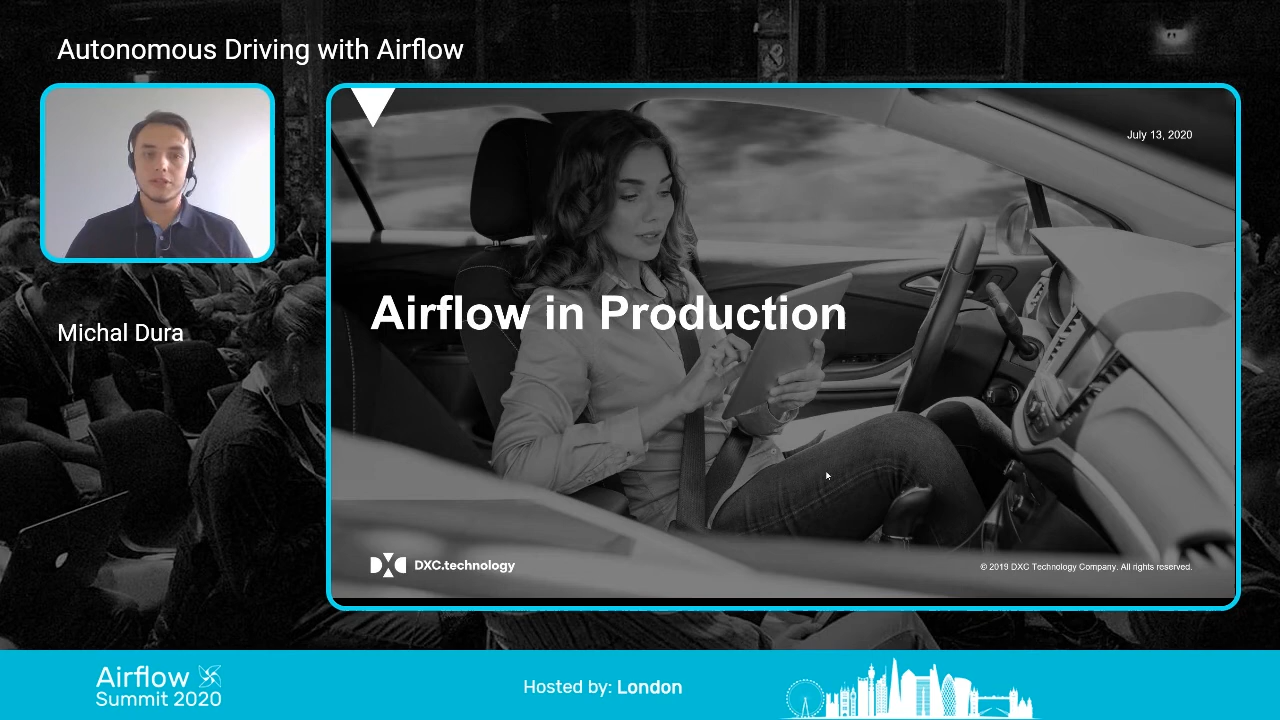 Autonomous Driving with Airflow
July 13, 2020
Airflow in Production
Michal Dura
DXC.technology
© 2019 DXC Technology Company. All rights reserved.
Airflow
Summit 2020
Hosted by: London